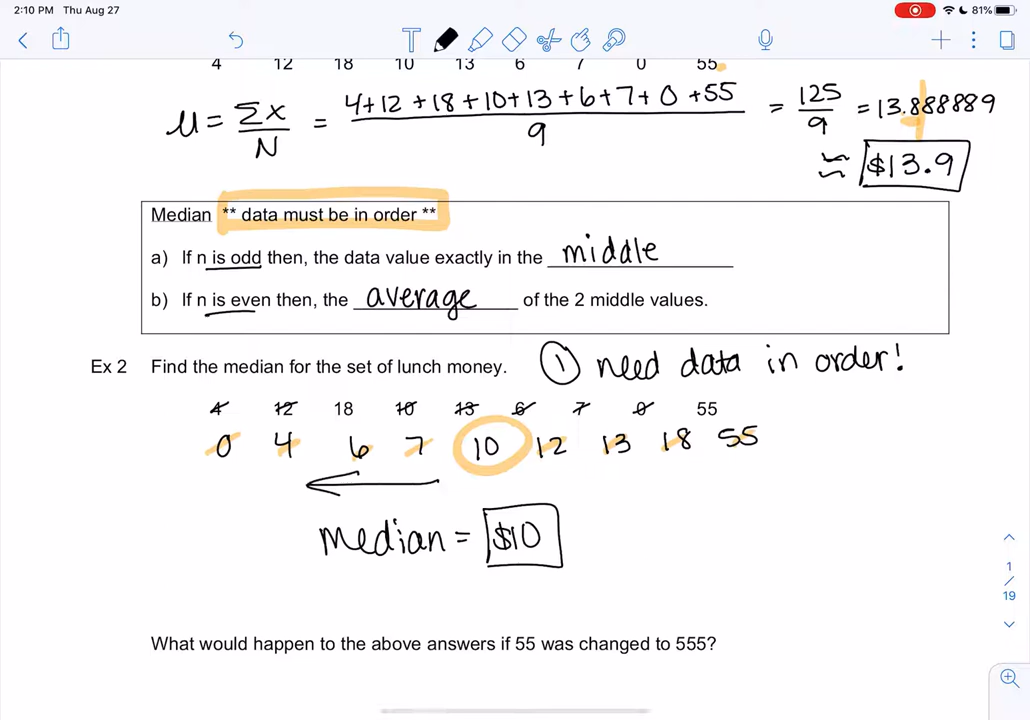 2:10 PM Thu Aug 27
81%
4 12 18 10 13 6 7 0 55
μ = Σx / N = 4+12+18+10+13+6+7+0+55 / 9 = 125 / 9 = 13.888889
≈ $13.9
Median ** data must be in order **
a) If n is odd then, the data value exactly in the middle
b) If n is even then, the average of the 2 middle values.
Ex 2 Find the median for the set of lunch money. ① need data in order!
4 12 18 10 13 6 7 0 55
0 4 6 7 10 12 13 18 55
median = $10
What would happen to the above answers if 55 was changed to 555?
1
/
19